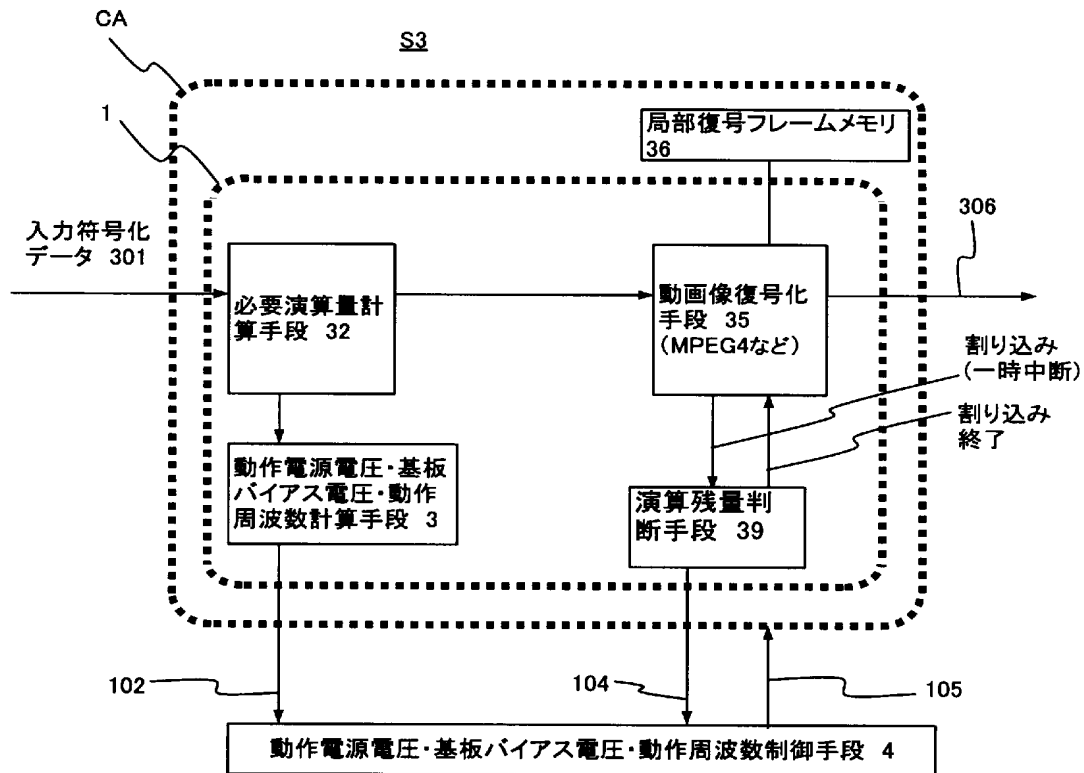 CA
S3
1
局部復号フレームメモリ
36
306
入力符号化
データ 301
必要演算量計
算手段 32
動画像復号化
手段 35
(MPEG4など)
割り込み
(一時中断)
割り込み
終了
動作電源電圧・基板
バイアス電圧・動作
周波数計算手段 3
演算残量判
断手段 39
102
104
105
動作電源電圧・基板バイアス電圧・動作周波数制御手段 4